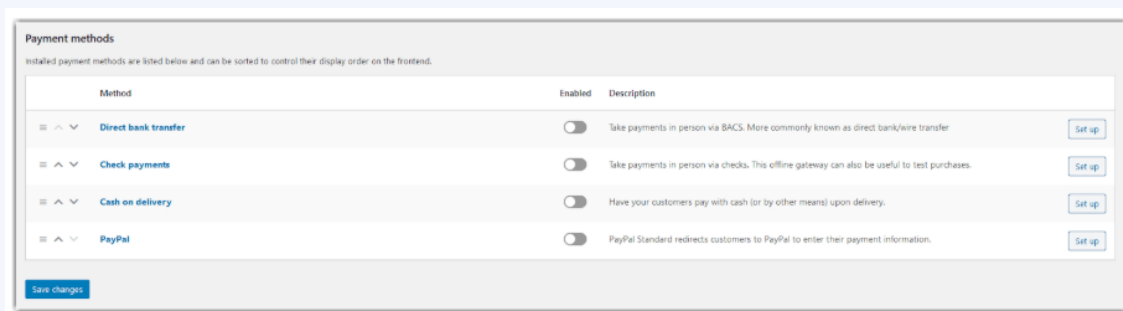 Payment methods
Installed payment methods are listed below and can be sorted to control their display order on the frontend.
Method Enabled Description
Direct bank transfer Take payments in person via BACS. More commonly known as direct bank/wire transfer Set up
Check payments Take payments in person via checks. This offline gateway can also be useful to test purchases. Set up
Cash on delivery Have your customers pay with cash (or by other means) upon delivery. Set up
PayPal PayPal Standard redirects customers to PayPal to enter their payment information. Set up
Save changes